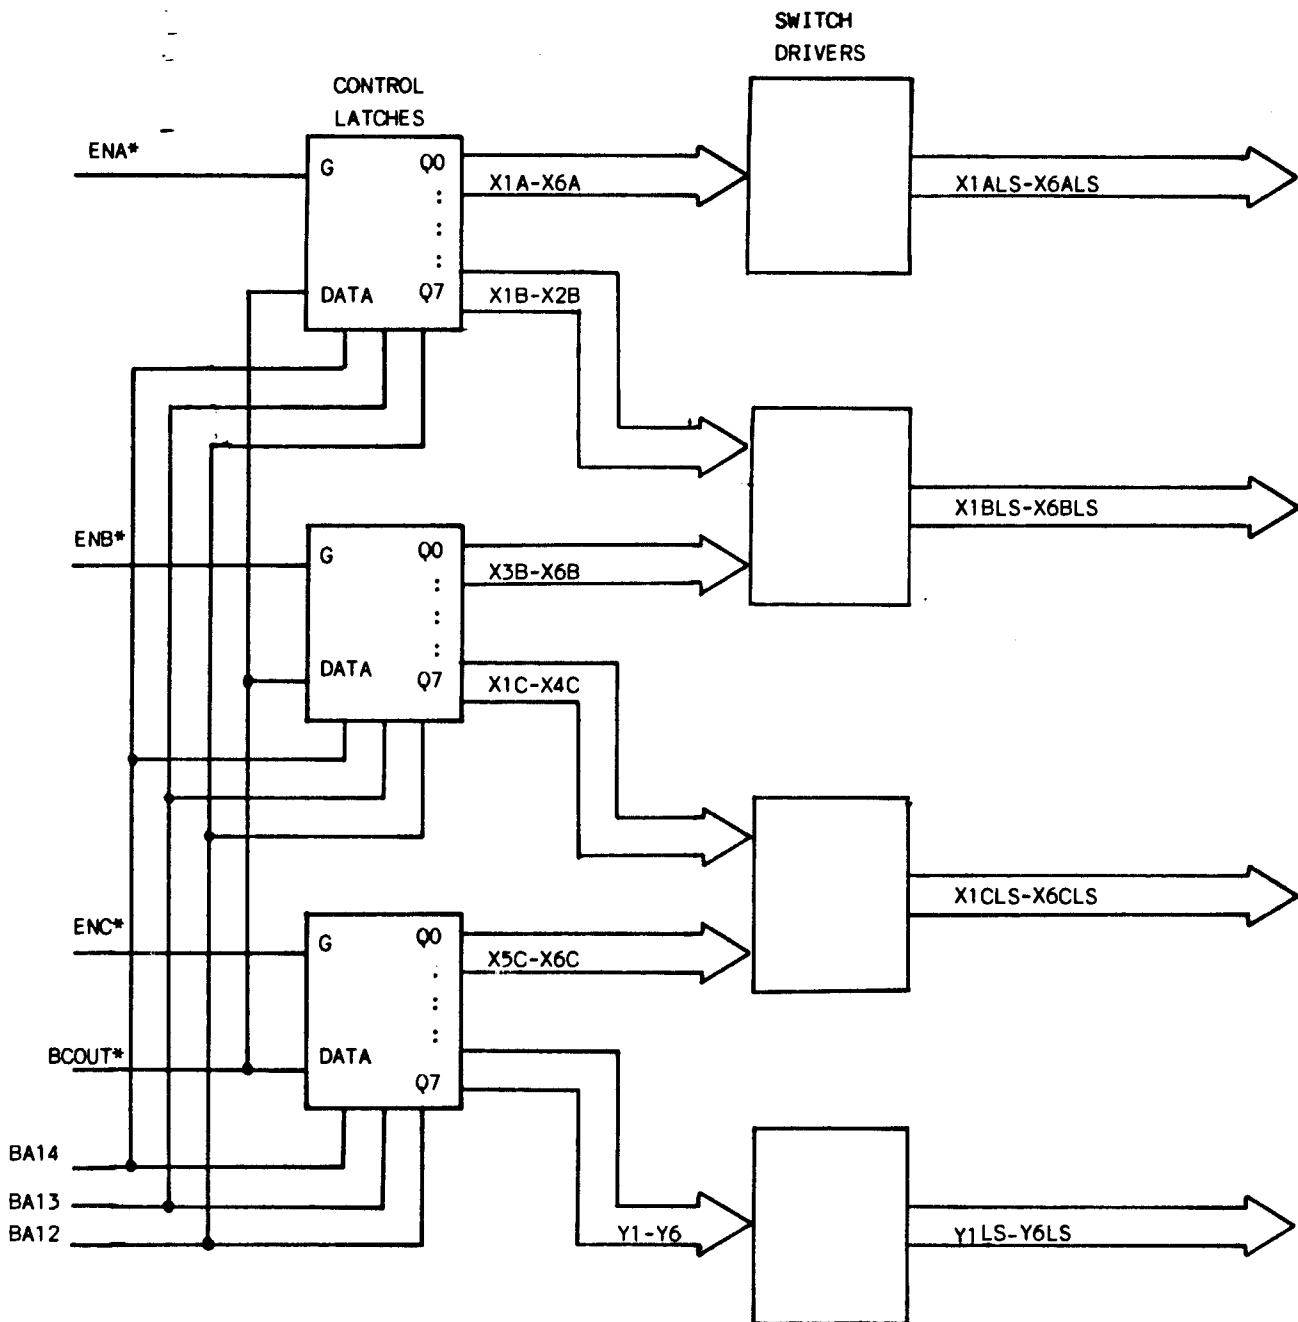 SWITCH
DRIVERS
CONTROL
LATCHES
ENA*
G
Q0
:
:
:
X1A-X6A
X1ALS-X6ALS
DATA
Q7
X1B-X2B
ENB*
G
Q0
:
:
:
X3B-X6B
X1BLS-X6BLS
DATA
Q7
X1C-X4C
ENC*
G
Q0
:
:
:
X5C-X6C
X1CLS-X6CLS
BCOUT*
DATA
Q7
BA14
BA13
BA12
Y1-Y6
Y1LS-Y6LS